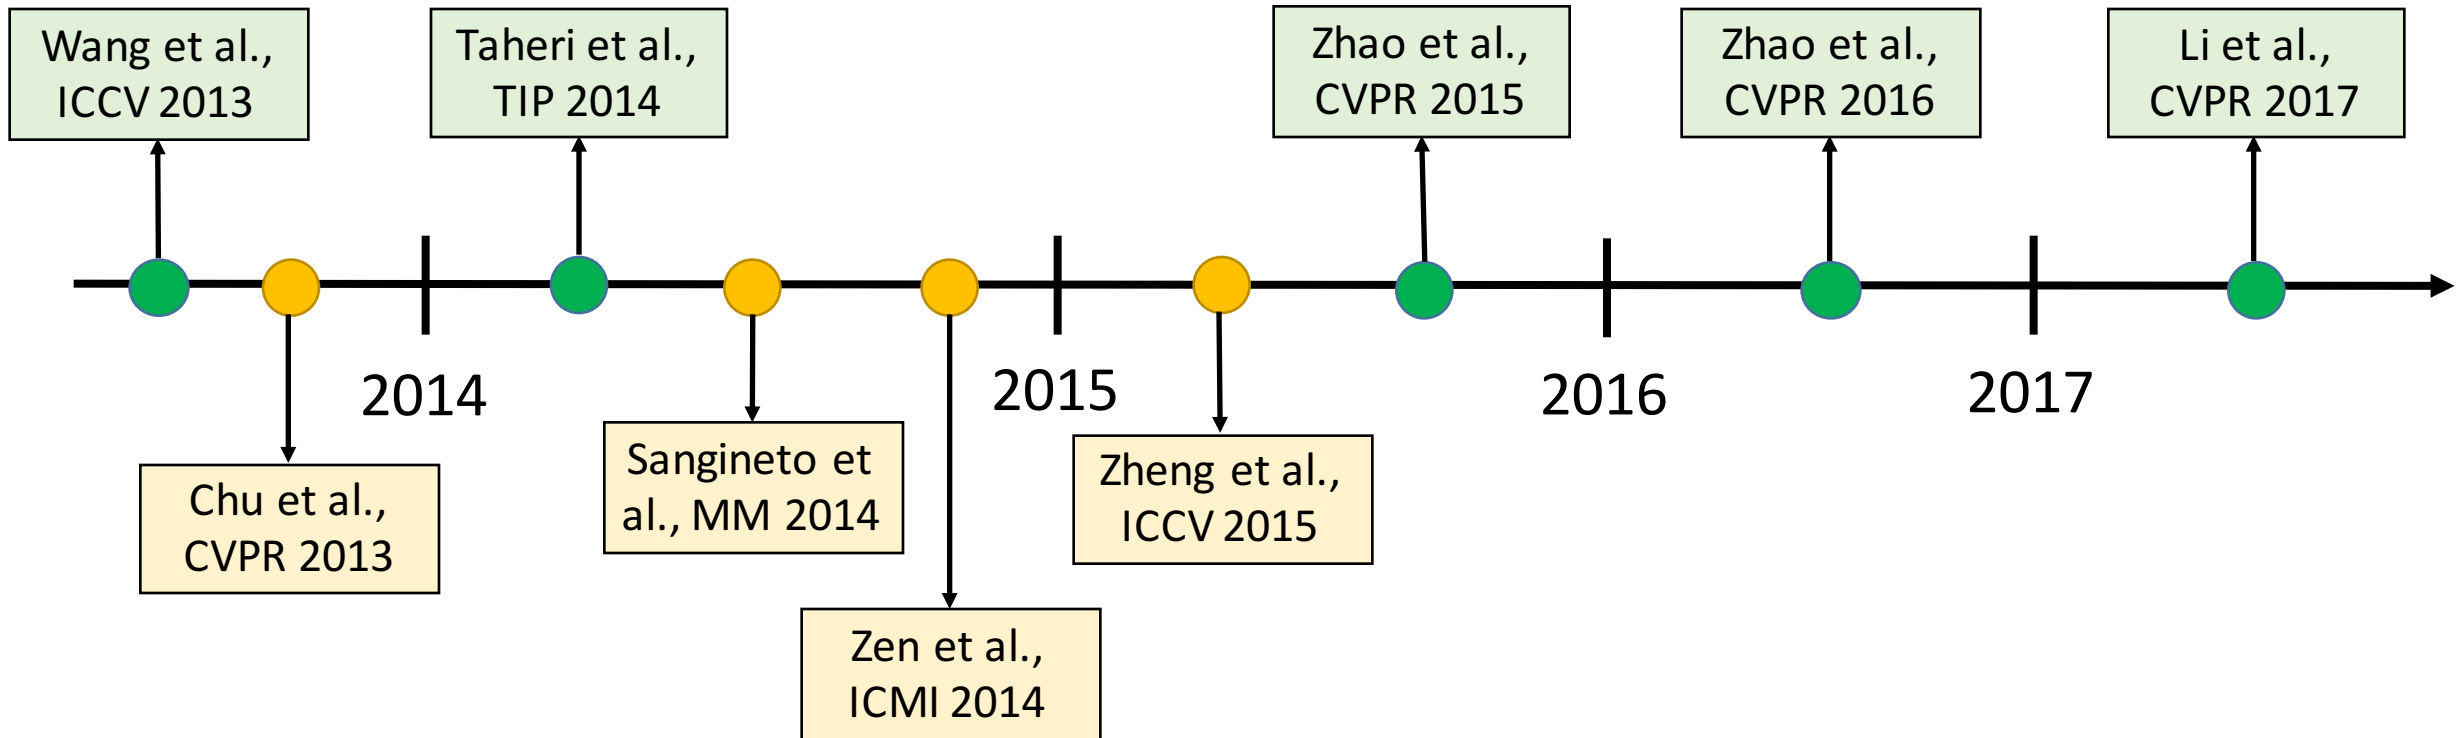 Wang et al.,
ICCV 2013
Taheri et al.,
TIP 2014
Zhao et al.,
CVPR 2015
Zhao et al.,
CVPR 2016
Li et al.,
CVPR 2017
2014
2015
2016
2017
Chu et al.,
CVPR 2013
Sangineto et
al., MM 2014
Zen et al.,
ICMI 2014
Zheng et al.,
ICCV 2015